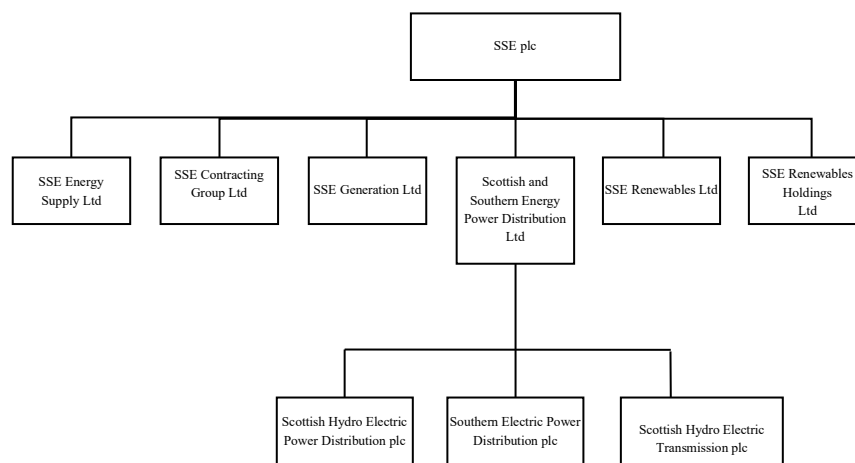 SSE plc
SSE Energy
Supply Ltd
SSE Contracting
Group Ltd
SSE Generation Ltd
Scottish and
Southern Energy
Power Distribution
Ltd
SSE Renewables Ltd
SSE Renewables
Holdings
Ltd
Scottish Hydro Electric
Power Distribution plc
Southern Electric Power
Distribution plc
Scottish Hydro Electric
Transmission plc